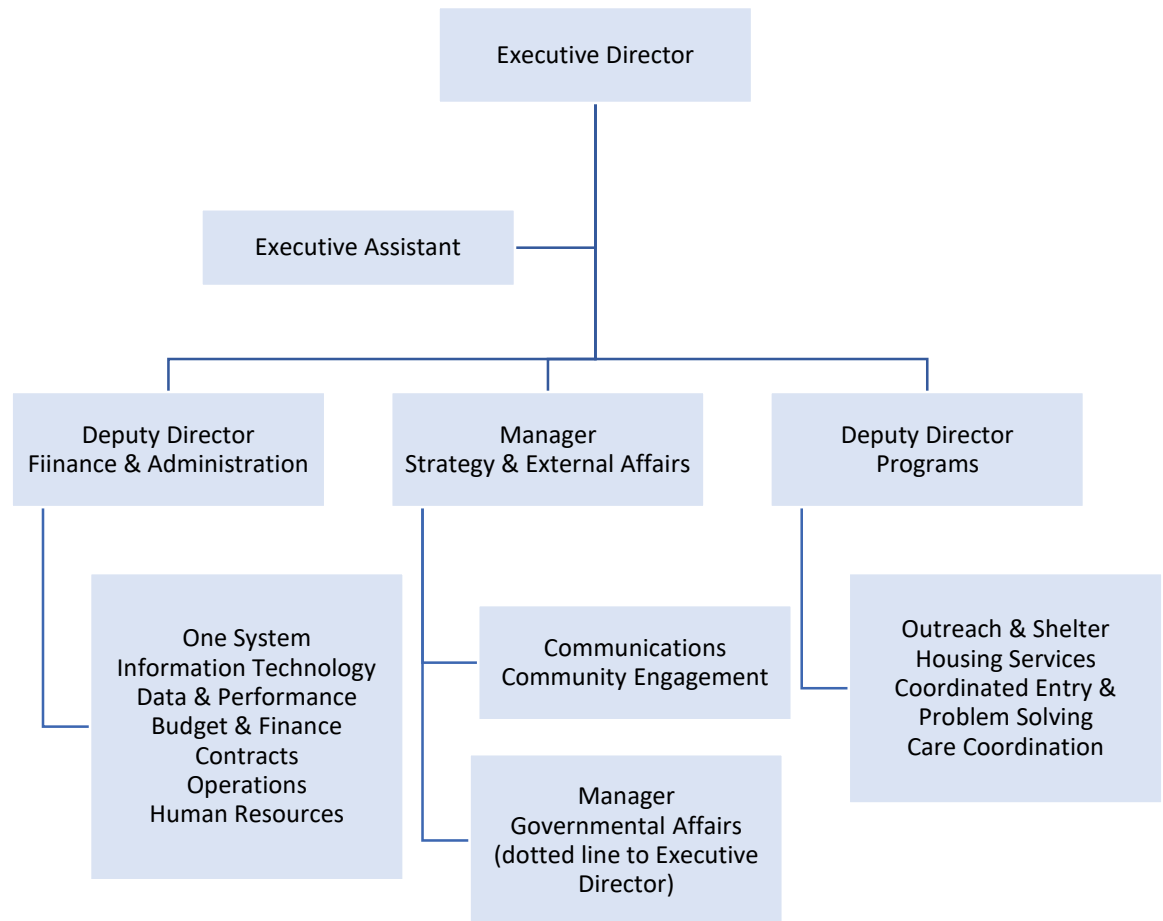 Executive Director
Executive Assistant
Deputy Director
Fiinance & Administration
Manager
Strategy & External Affairs
Deputy Director
Programs
One System
Information Technology
Data & Performance
Budget & Finance
Contracts
Operations
Human Resources
Communications
Community Engagement
Manager
Governmental Affairs
(dotted line to Executive
Director)
Outreach & Shelter
Housing Services
Coordinated Entry &
Problem Solving
Care Coordination